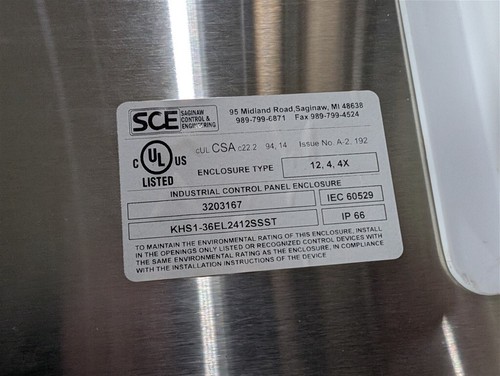 SCE SAGINAW CONTROL & ENGINEERING
95 Midland Road, Saginaw, MI 48638
989-799-6871 Fax 989-799-4524
C UL US LISTED
cUL CSA c22.2 94, 14 Issue No. A-2, 192
ENCLOSURE TYPE 12, 4, 4X
INDUSTRIAL CONTROL PANEL ENCLOSURE
3203167 IEC 60529
KHS1-36EL2412SSST IP 66
TO MAINTAIN THE ENVIRONMENTAL RATING OF THIS ENCLOSURE, INSTALL
IN THE OPENINGS ONLY LISTED OR RECOGNIZED CONTROL DEVICES WITH
THE SAME ENVIRONMENTAL RATING AS THE ENCLOSURE, IN COMPLIANCE
WITH THE INSTALLATION INSTRUCTIONS OF THE DEVICE